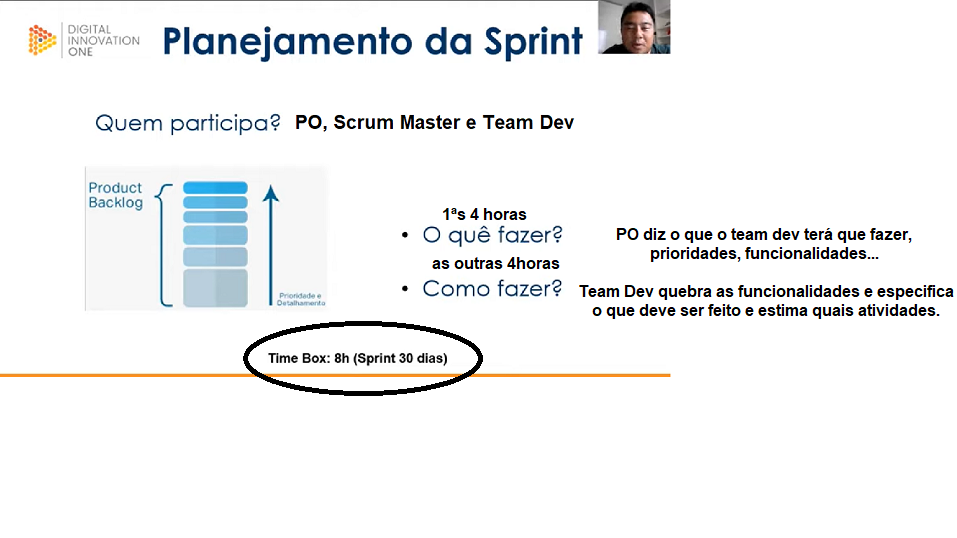 DIGITAL
INNOVATION
ONE
Planejamento da Sprint
Quem participa? PO, Scrum Master e Team Dev
Product
Backlog
Prioridade e
Detalhamento
1ªs 4 horas
• O quê fazer?
PO diz o que o team dev terá que fazer,
prioridades, funcionalidades...
as outras 4horas
• Como fazer?
Team Dev quebra as funcionalidades e especifica
o que deve ser feito e estima quais atividades.
Time Box: 8h (Sprint 30 dias)